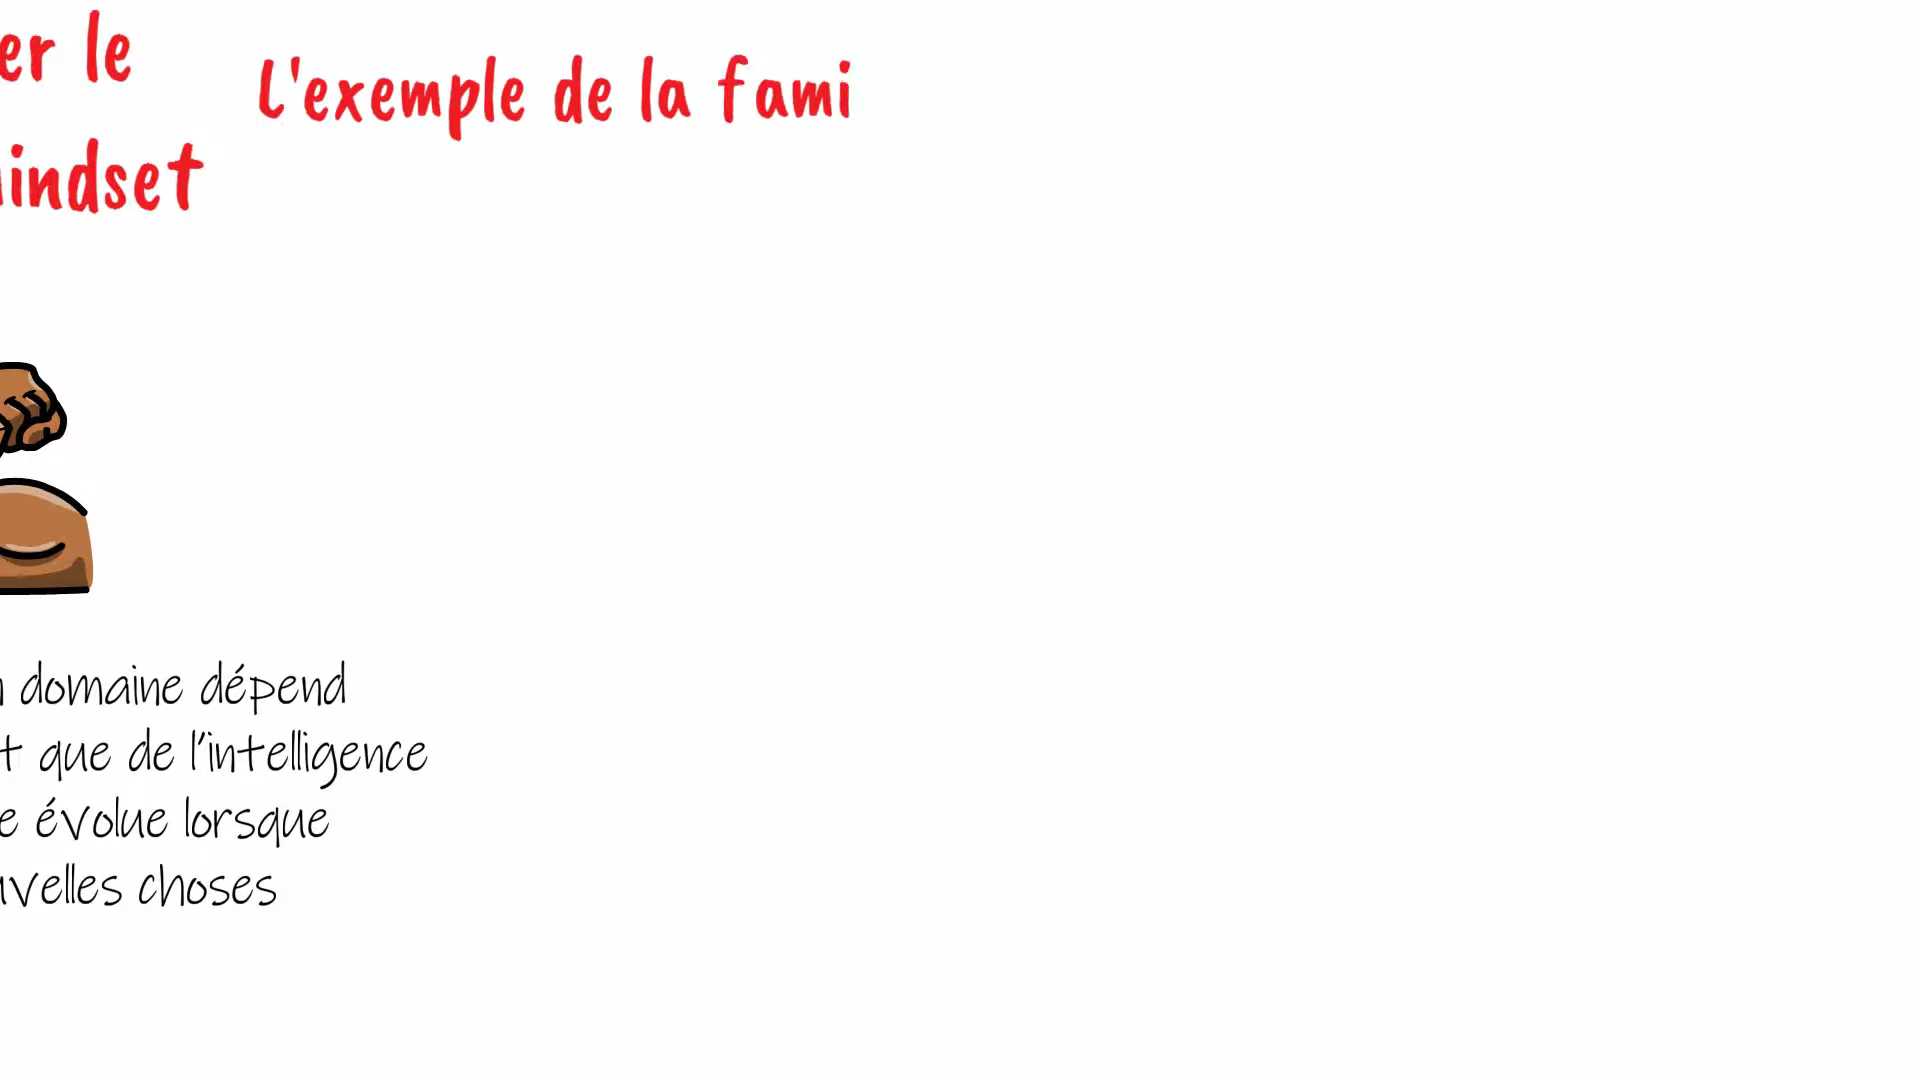 er le
indset
L'exemple de la fami
domaine dépend
t que de l'intelligence
e évolue lorsque
velles choses